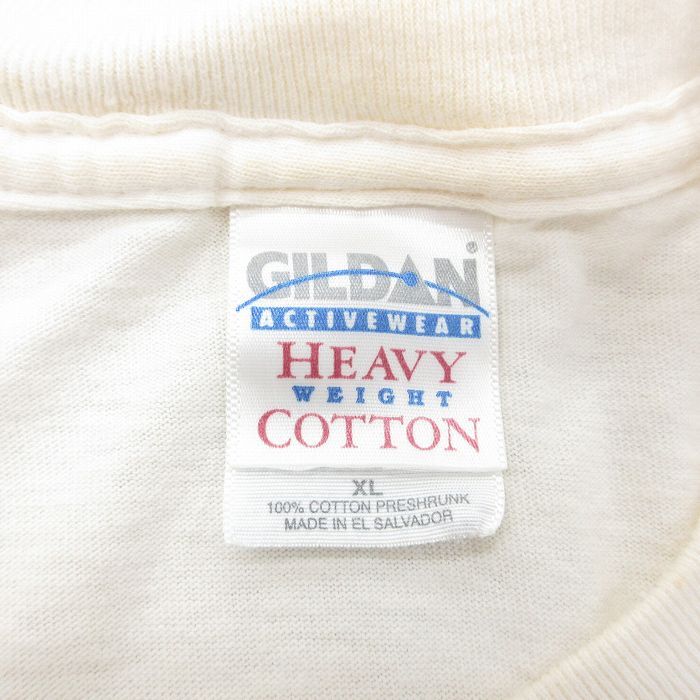 GILDAN®
ACTIVEWEAR
HEAVY
WEIGHT
COTTON
XL
100% COTTON PRESHRUNK
MADE IN EL SALVADOR